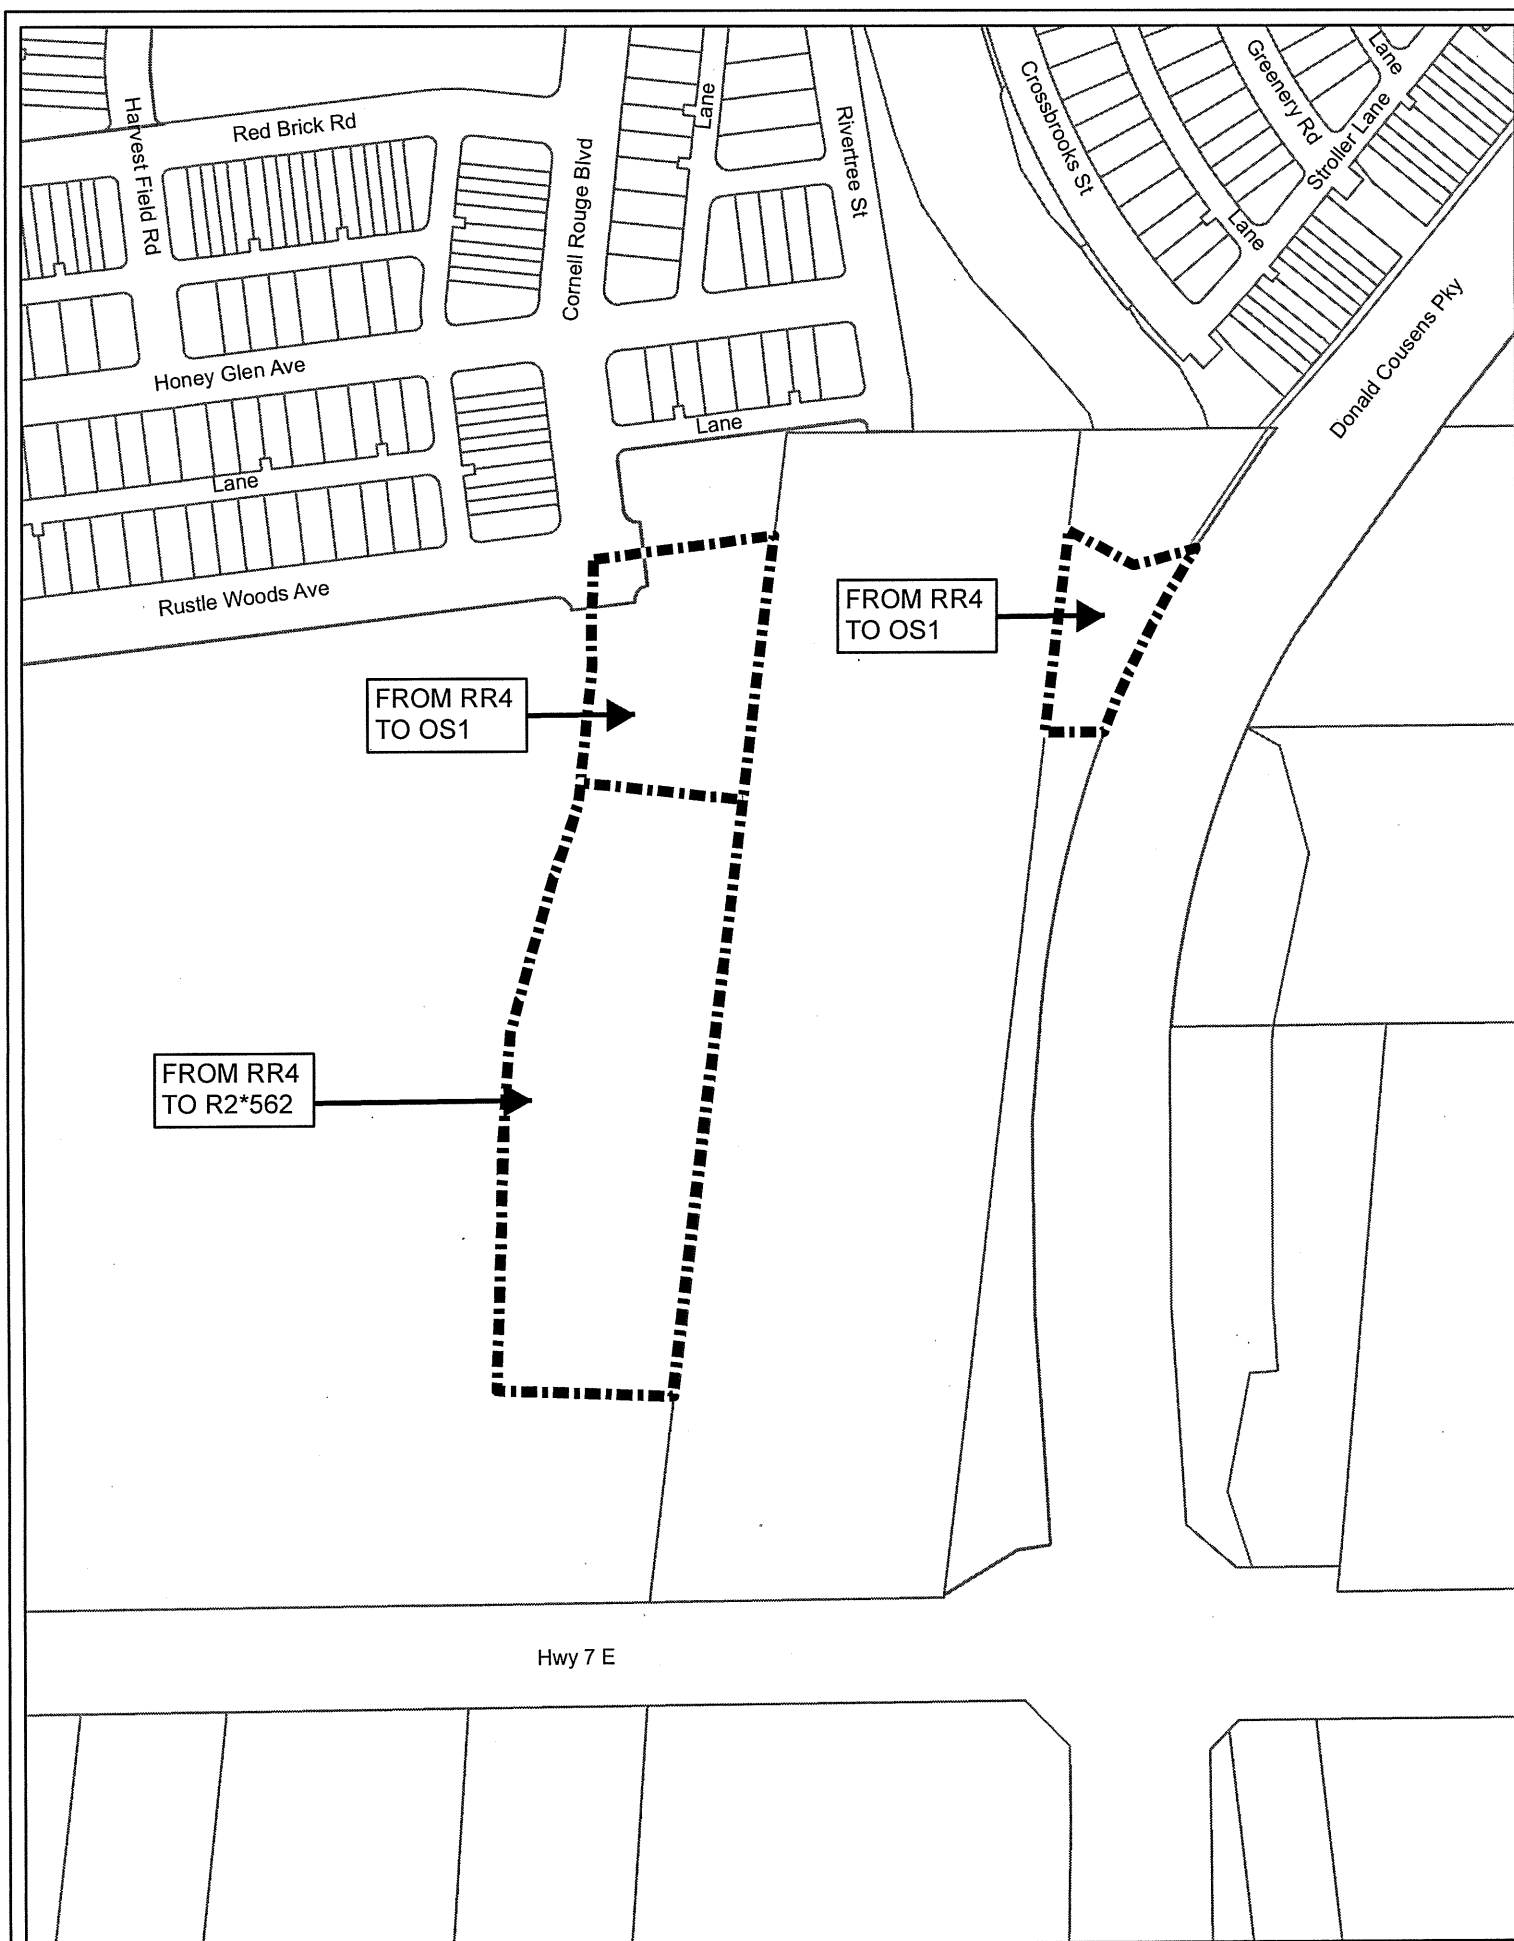 Harvest Field Rd
Red Brick Rd
Cornell Rouge Blvd
Lane
Rivertree St
Crossbrooks St
Greenery Rd
Lane
Stroller Lane
Lane
Donald Cousens Pky
Honey Glen Ave
Lane
Lane
Rustle Woods Ave
FROM RR4
TO OS1
FROM RR4
TO OS1
FROM RR4
TO R2*562
Hwy 7 E